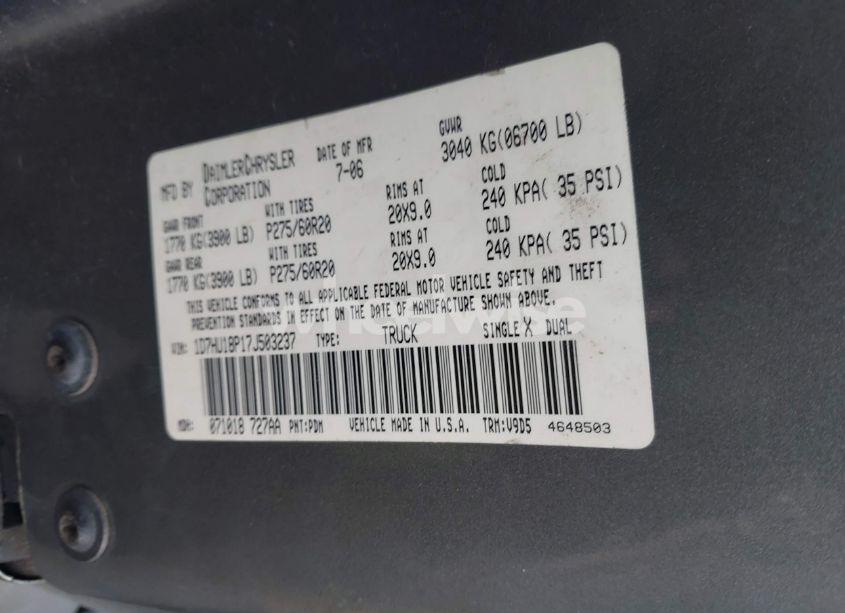 MFD BY DAIMLERCHRYSLER CORPORATION
DATE OF MFR 7-06
GVWR 3040 KG(06700 LB)
GAWR FRONT WITH TIRES RIMS AT COLD
1770 KG(3900 LB) P275/60R20 20X9.0 240 KPA( 35 PSI)
GAWR REAR WITH TIRES RIMS AT COLD
1770 KG(3900 LB) P275/60R20 20X9.0 240 KPA( 35 PSI)
THIS VEHICLE CONFORMS TO ALL APPLICABLE FEDERAL MOTOR VEHICLE SAFETY AND THEFT
PREVENTION STANDARDS IN EFFECT ON THE DATE OF MANUFACTURE SHOWN ABOVE.
VIN: 1D7HU18P17J503237 TYPE: TRUCK SINGLE X DUAL
MDH: 071018 727AA PNT:PDM VEHICLE MADE IN U.S.A. TRM:V9D5 4648503